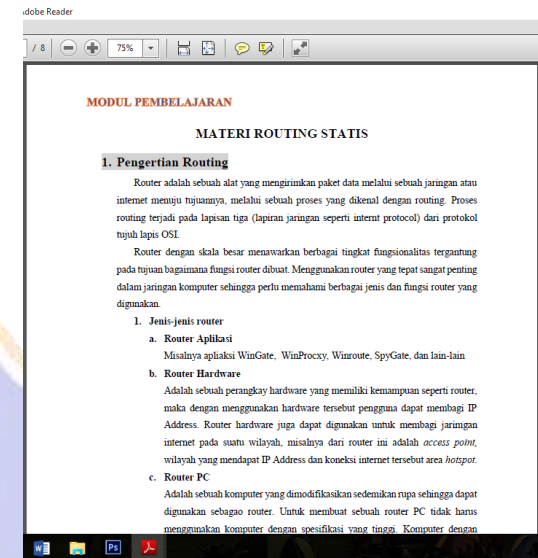 dobe Reader
/ 8
75%
MODUL PEMBELAJARAN
MATERI ROUTING STATIS
1. Pengertian Routing
Router adalah sebuah alat yang mengirimkan paket data melalui sebuah jaringan atau
internet menuju tujuannya, melalui sebuah proses yang dikenal dengan routing. Proses
routing terjadi pada lapisan tiga (lapiran jaringan seperti internt protocol) dari protokol
tujuh lapis OSI.
Router dengan skala besar menawarkan berbagai tingkat fungsionalitas tergantung
pada tujuan bagaimana fungsi router dibuat. Menggunakan router yang tepat sangat penting
dalam jaringan komputer sehingga perlu memahami berbagai jenis dan fungsi router yang
digunakan.
1. Jenis-jenis router
a. Router Aplikasi
Misalnya apliaksi WinGate, WinProcxy, Winroute, SpyGate, dan lain-lain
b. Router Hardware
Adalah sebuah perangkay hardware yang memiliki kemampuan seperti router,
maka dengan menggunakan hardware tersebut pengguna dapat membagi IP
Address. Router hardware juga dapat digunakan untuk membagi jarimgan
internet pada suatu wilayah, misalnya dari router ini adalah access point,
wilayah yang mendapat IP Address dan koneksi internet tersebut area hotspot.
c. Router PC
Adalah sebuah komputer yang dimodifikasikan sedemikan rupa sehingga dapat
digunakan sebagao router. Untuk membuat sebuah router PC tidak harus
menggunakan komputer dengan spesifikasi yang tinggi. Komputer dengan
Ps